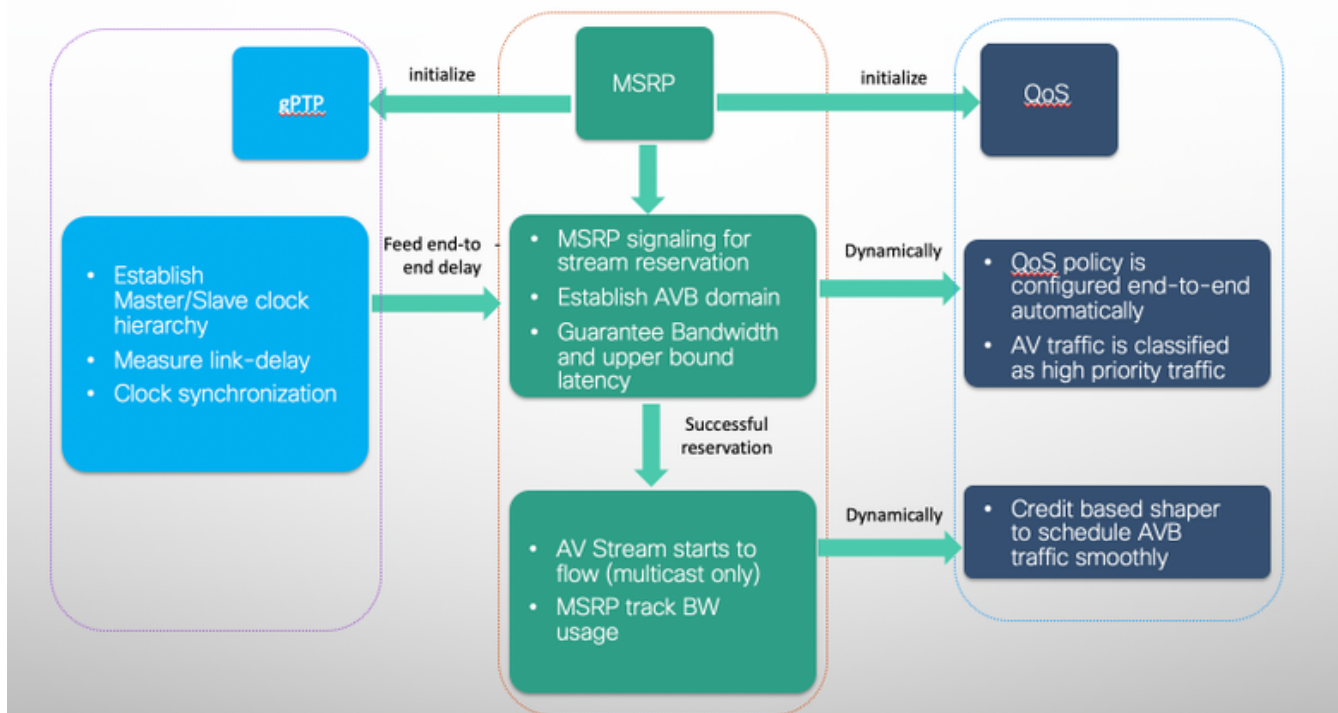 initialize
MSRP
initialize
gPTP
QoS
Feed end-to -
end delay
• Establish
Master/Slave clock
hierarchy
• Measure link-delay
• Clock synchronization
• MSRP signaling for
stream reservation
• Establish AVB domain
• Guarantee Bandwidth
and upper bound
latency
Dynamically
• QoS policy is
configured end-to-end
automatically
• AV traffic is classified
as high priority traffic
Successful
reservation
• AV Stream starts to
flow (multicast only)
• MSRP track BW
usage
Dynamically
• Credit based shaper
to schedule AVB
traffic smoothly